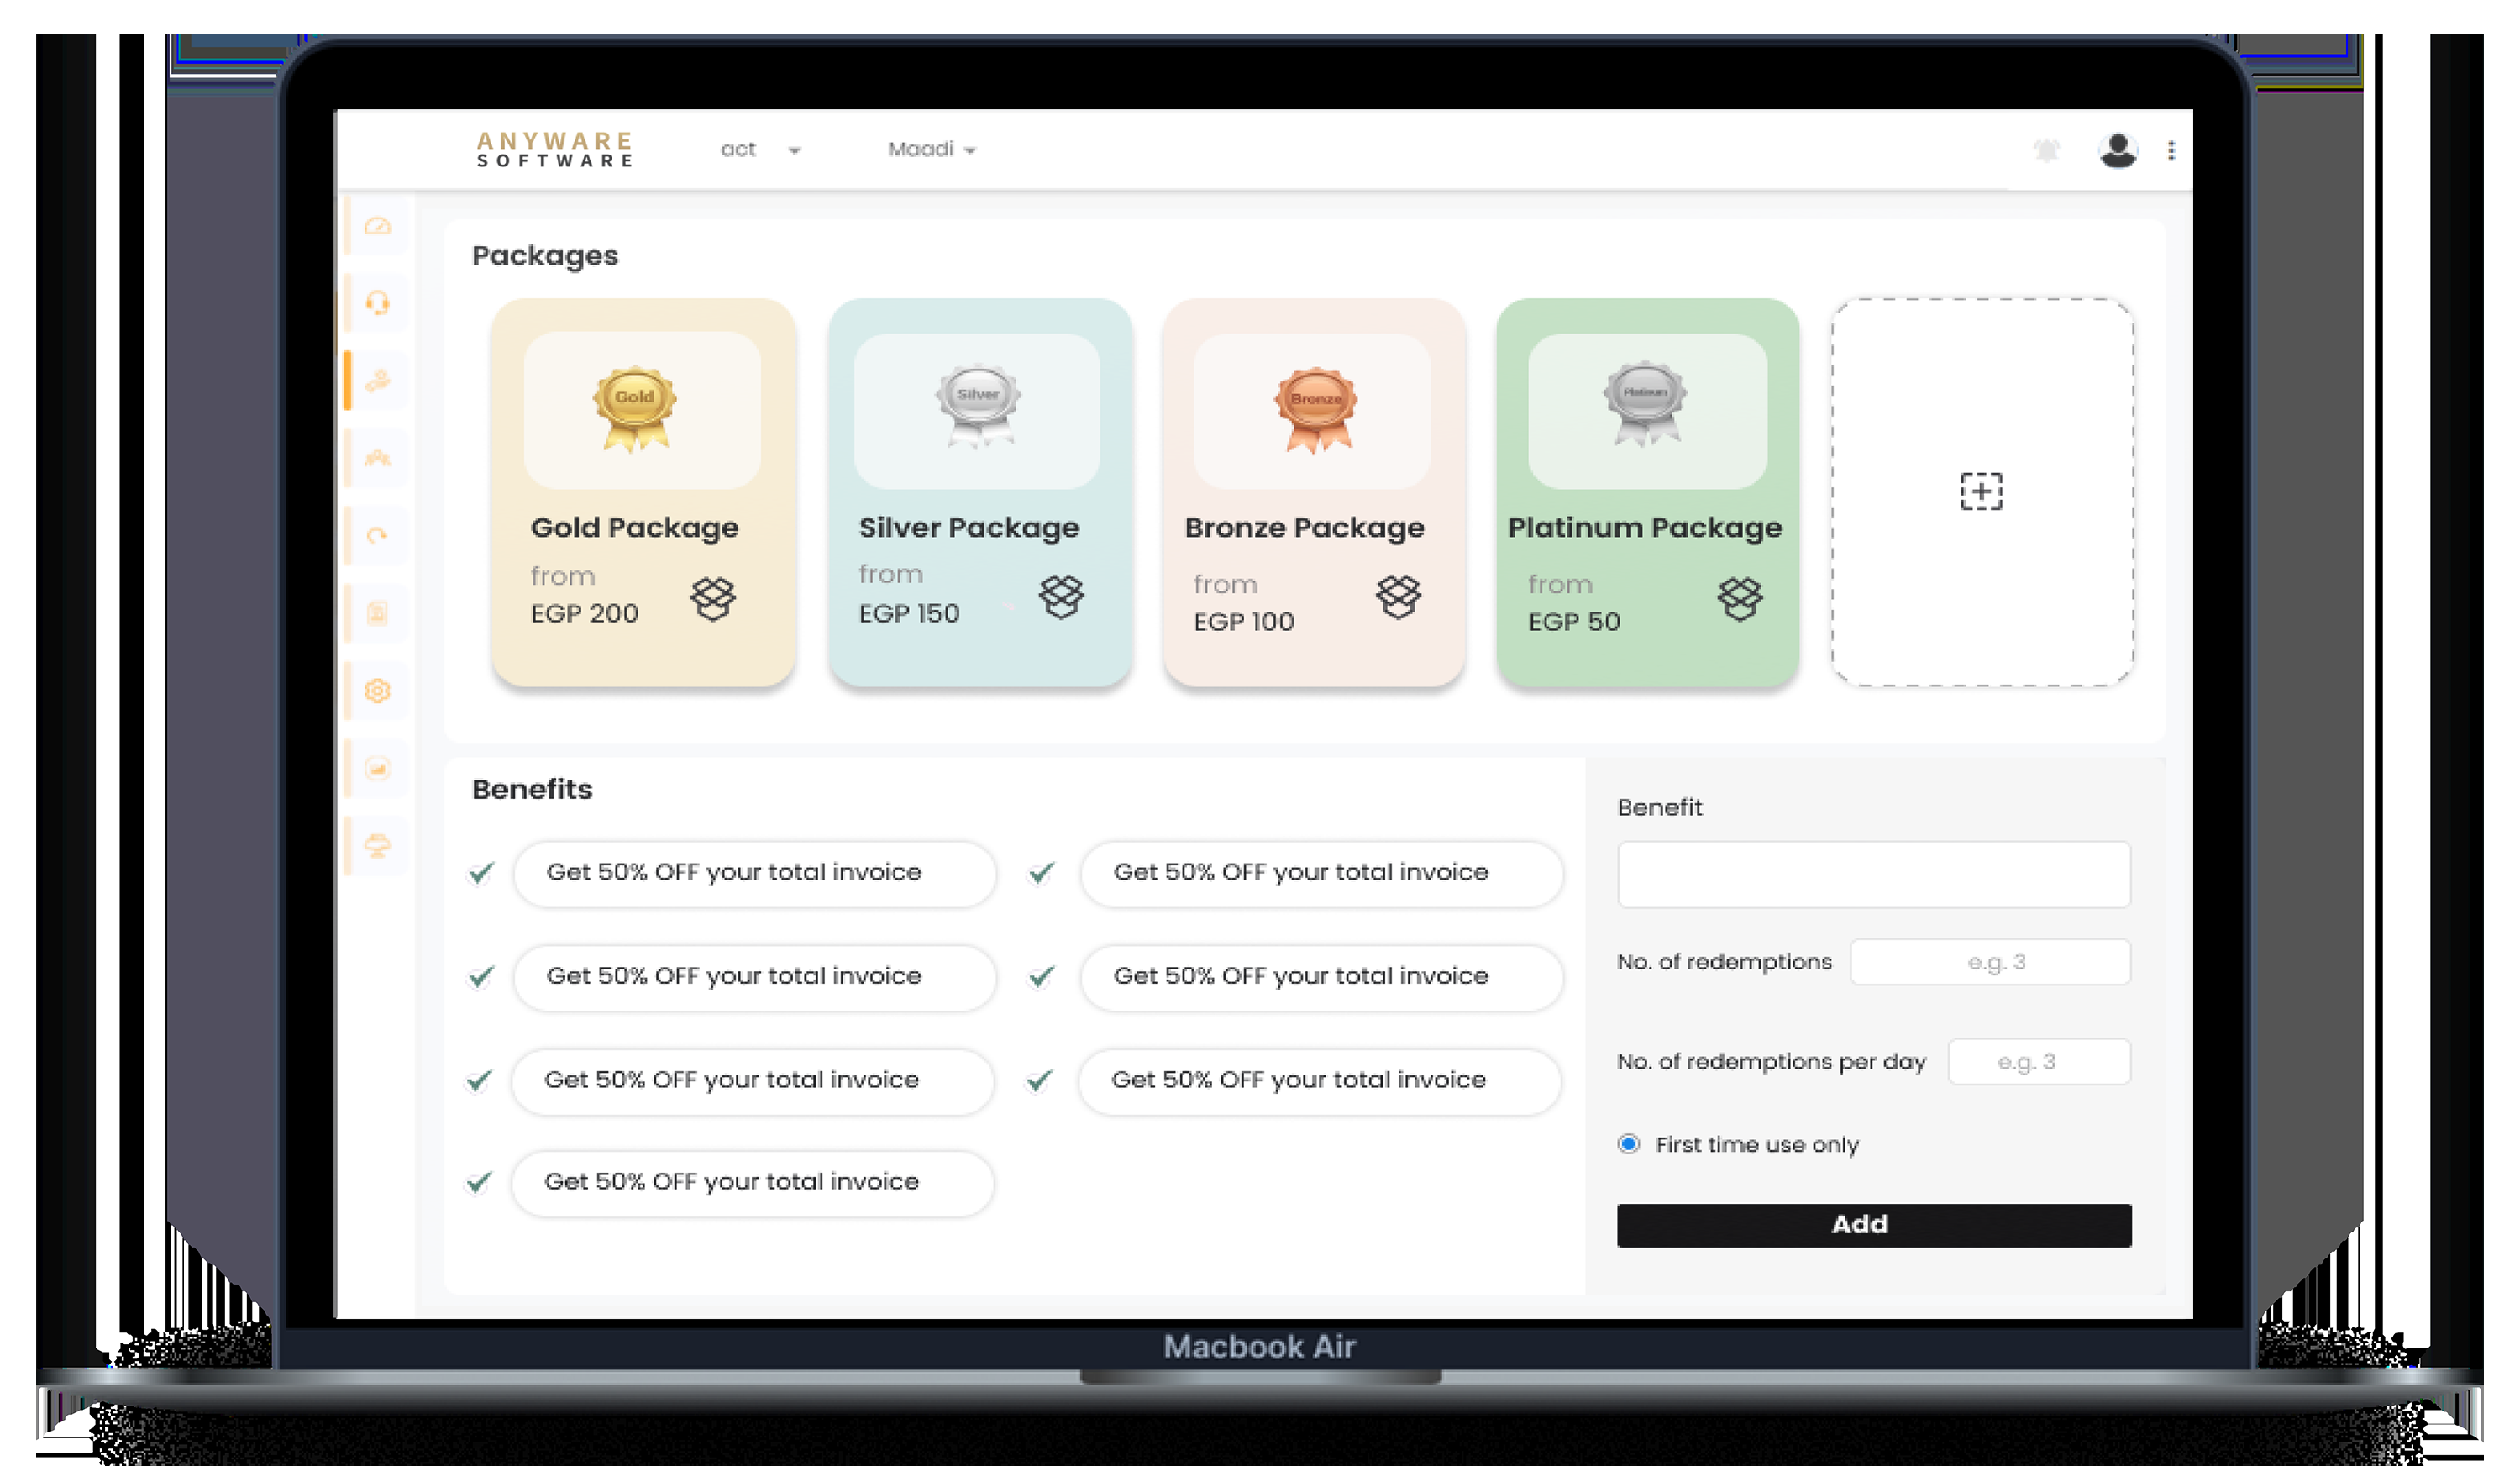 ANYWARE
SOFTWARE
act
Maadi
Packages
Gold
Silver
Bronze
Platinum
Gold Package
Silver Package
Bronze Package
Platinum Package
from
EGP 200
from
EGP 150
from
EGP 100
from
EGP 50
Benefits
Get 50% OFF your total invoice
Get 50% OFF your total invoice
Get 50% OFF your total invoice
Get 50% OFF your total invoice
Get 50% OFF your total invoice
Get 50% OFF your total invoice
Get 50% OFF your total invoice
Benefit
No. of redemptions
e.g. 3
No. of redemptions per day
e.g. 3
First time use only
Add
Macbook Air